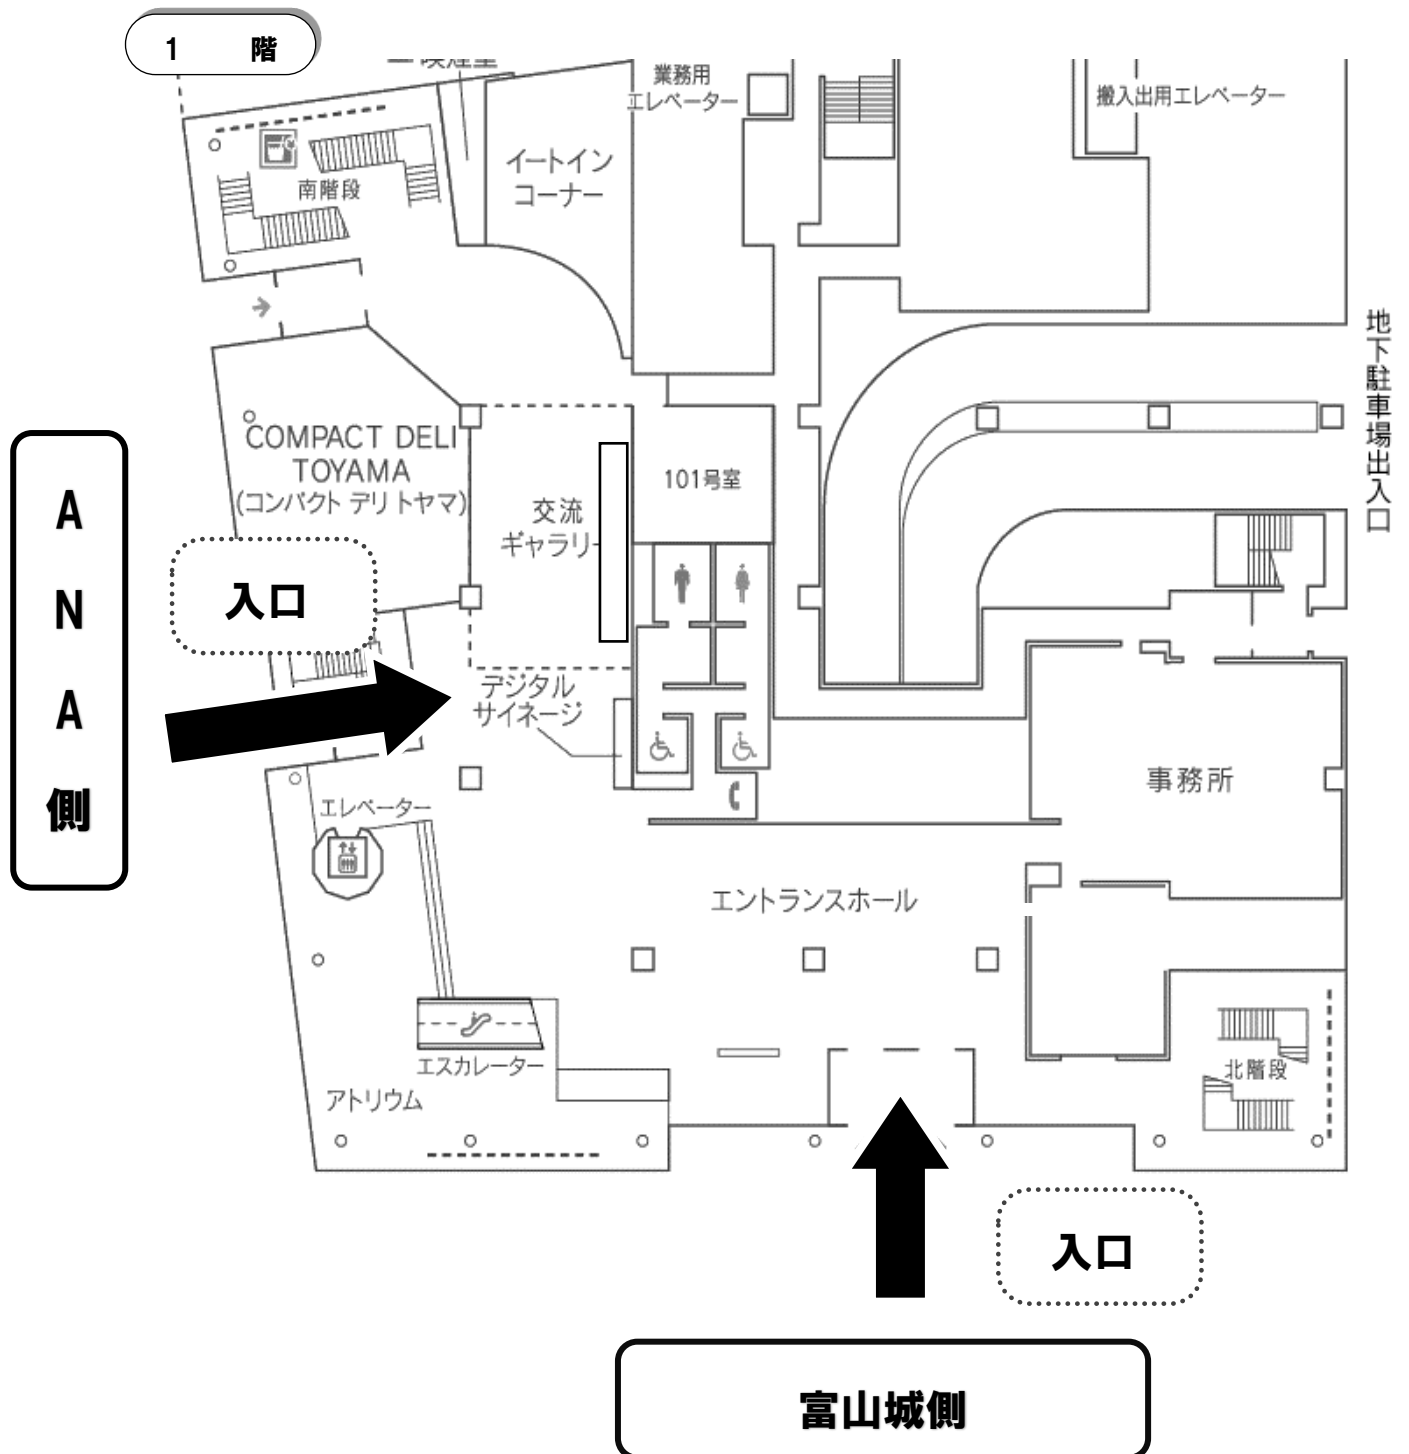 1 階
喫煙室
業務用
エレベーター
搬入出用エレベーター
イートイン
コーナー
南階段
地下駐車場出入口
COMPACT DELI
TOYAMA
(コンパクト デリ トヤマ)
101号室
交流
ギャラリー
ANA側
入口
デジタル
サイネージ
事務所
エレベーター
エントランスホール
エスカレーター
アトリウム
北階段
入口
富山城側